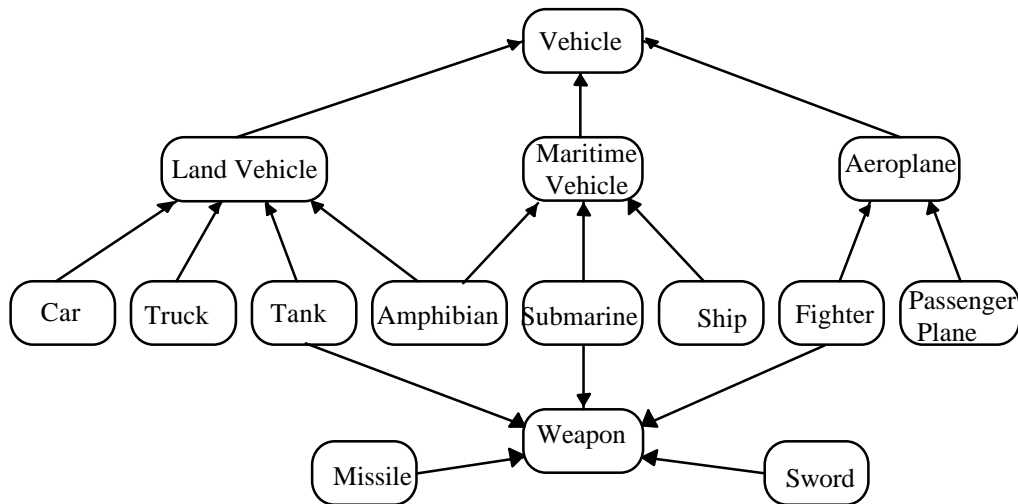 Vehicle
Land Vehicle
Maritime
Vehicle
Aeroplane
Car
Truck
Tank
Amphibian
Submarine
Ship
Fighter
Passenger
Plane
Weapon
Missile
Sword